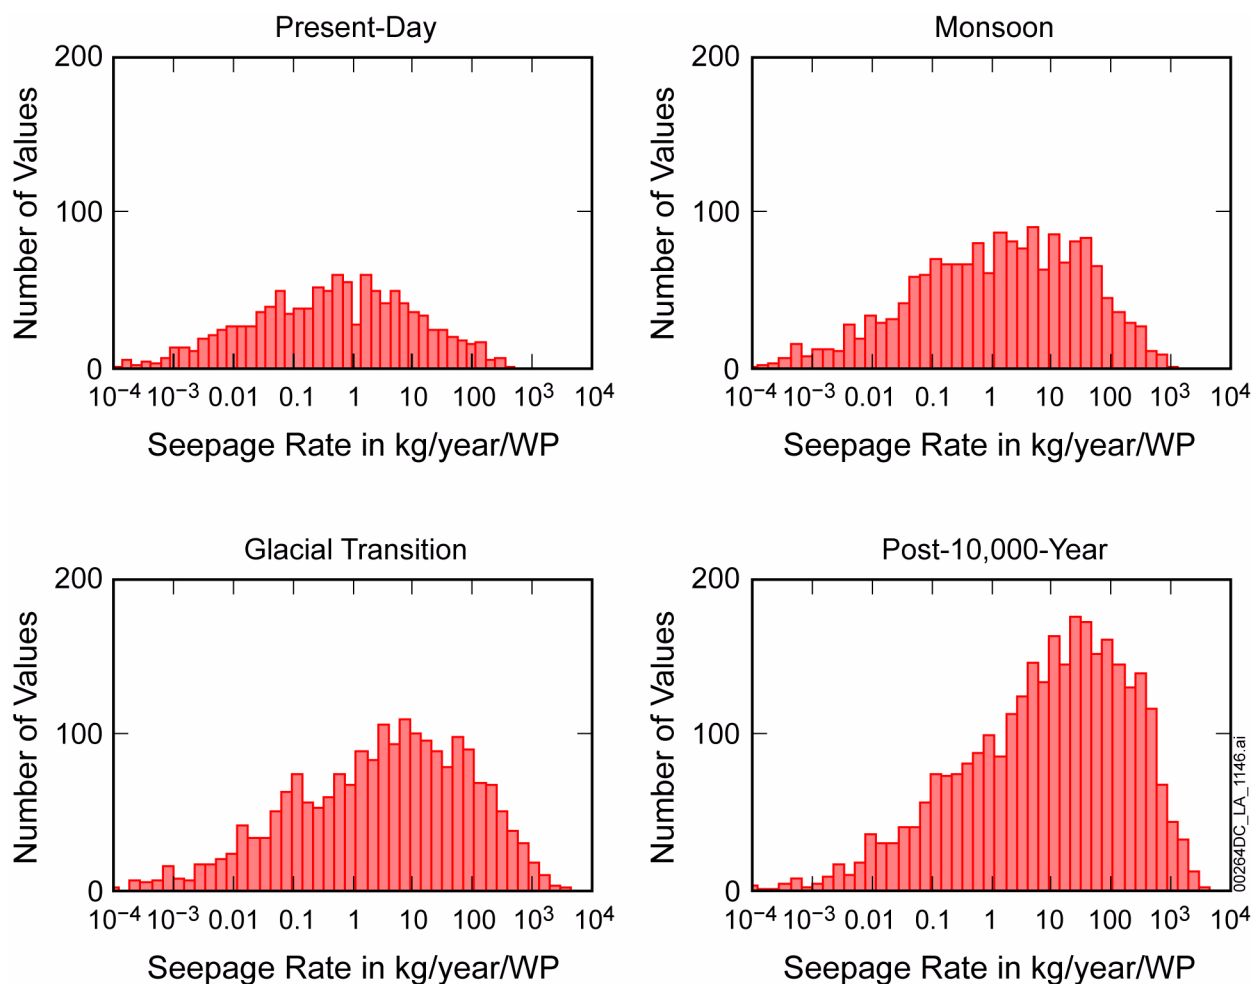 Present-Day
200
100
0
Number of Values
10⁻⁴ 10⁻³ 0.01 0.1 1 10 100 10³ 10⁴
Seepage Rate in kg/year/WP
Monsoon
200
100
0
Number of Values
10⁻⁴ 10⁻³ 0.01 0.1 1 10 100 10³ 10⁴
Seepage Rate in kg/year/WP
Glacial Transition
200
100
0
Number of Values
10⁻⁴ 10⁻³ 0.01 0.1 1 10 100 10³ 10⁴
Seepage Rate in kg/year/WP
Post-10,000-Year
200
100
0
Number of Values
10⁻⁴ 10⁻³ 0.01 0.1 1 10 100 10³ 10⁴
Seepage Rate in kg/year/WP
00264DC_LA_1146.ai